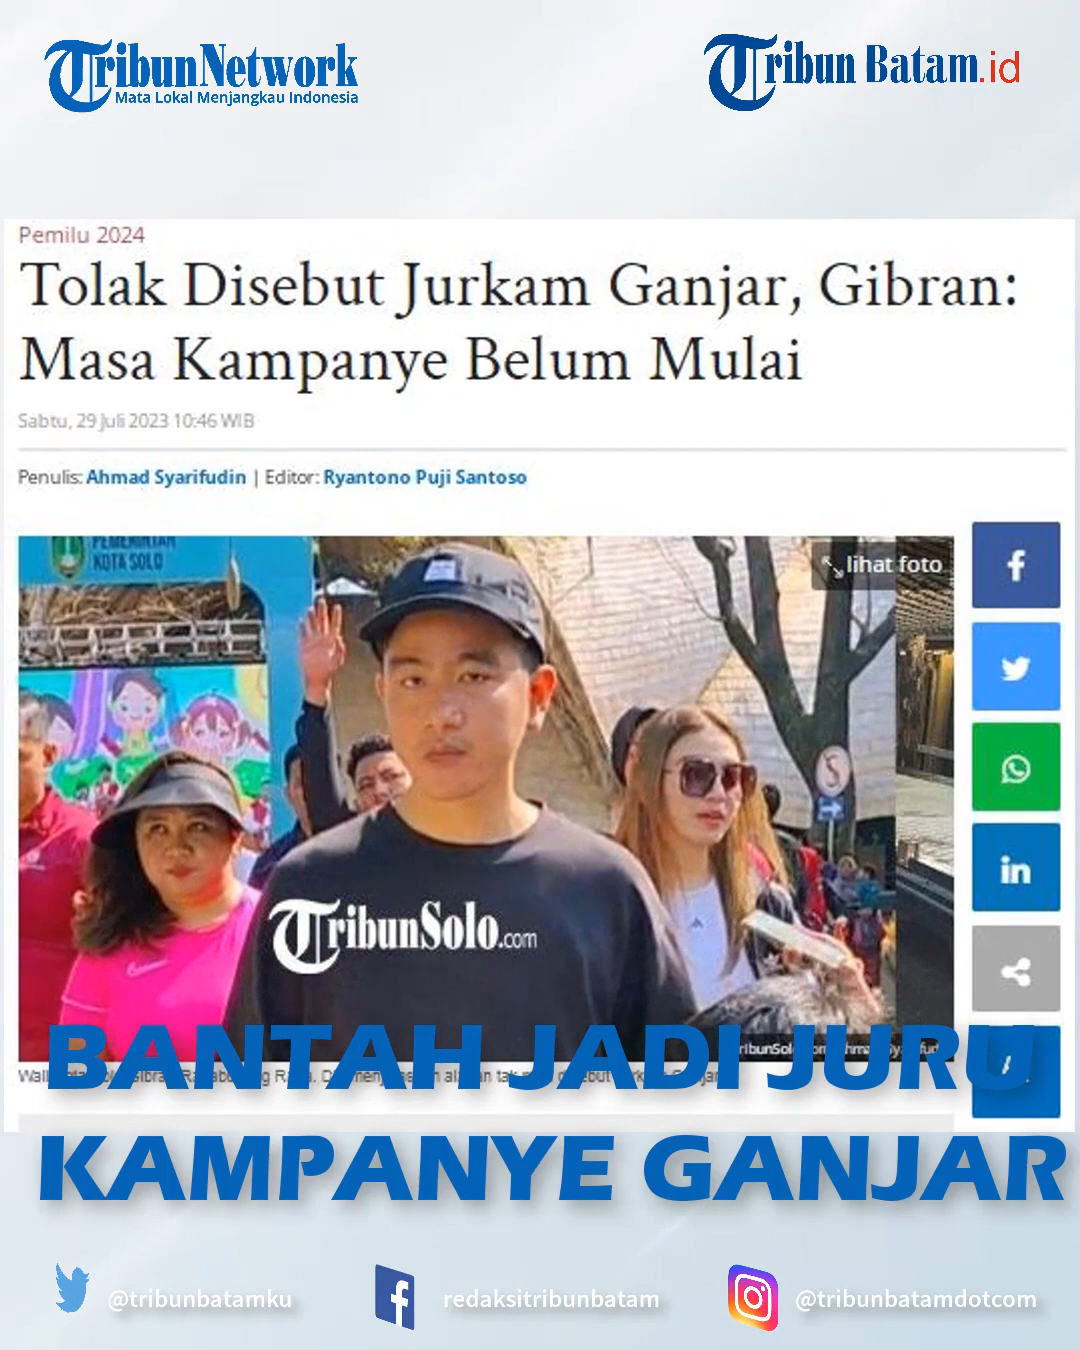 TribunNetwork
Mata Lokal Menjangkau Indonesia
Tribun Batam.id
Pemilu 2024
Tolak Disebut Jurkam Ganjar, Gibran:
Masa Kampanye Belum Mulai
Sabtu, 29 Juli 2023 10:46 WIB
Penulis: Ahmad Syarifudin | Editor: Ryantono Puji Santoso
PEMERINTAH
KOTA SOLO
lihat foto
TribunSolo.com
BANTAH JADI JURU
KAMPANYE GANJAR
@tribunbatamku
redaksitribunbatam
@tribunbatamdotcom